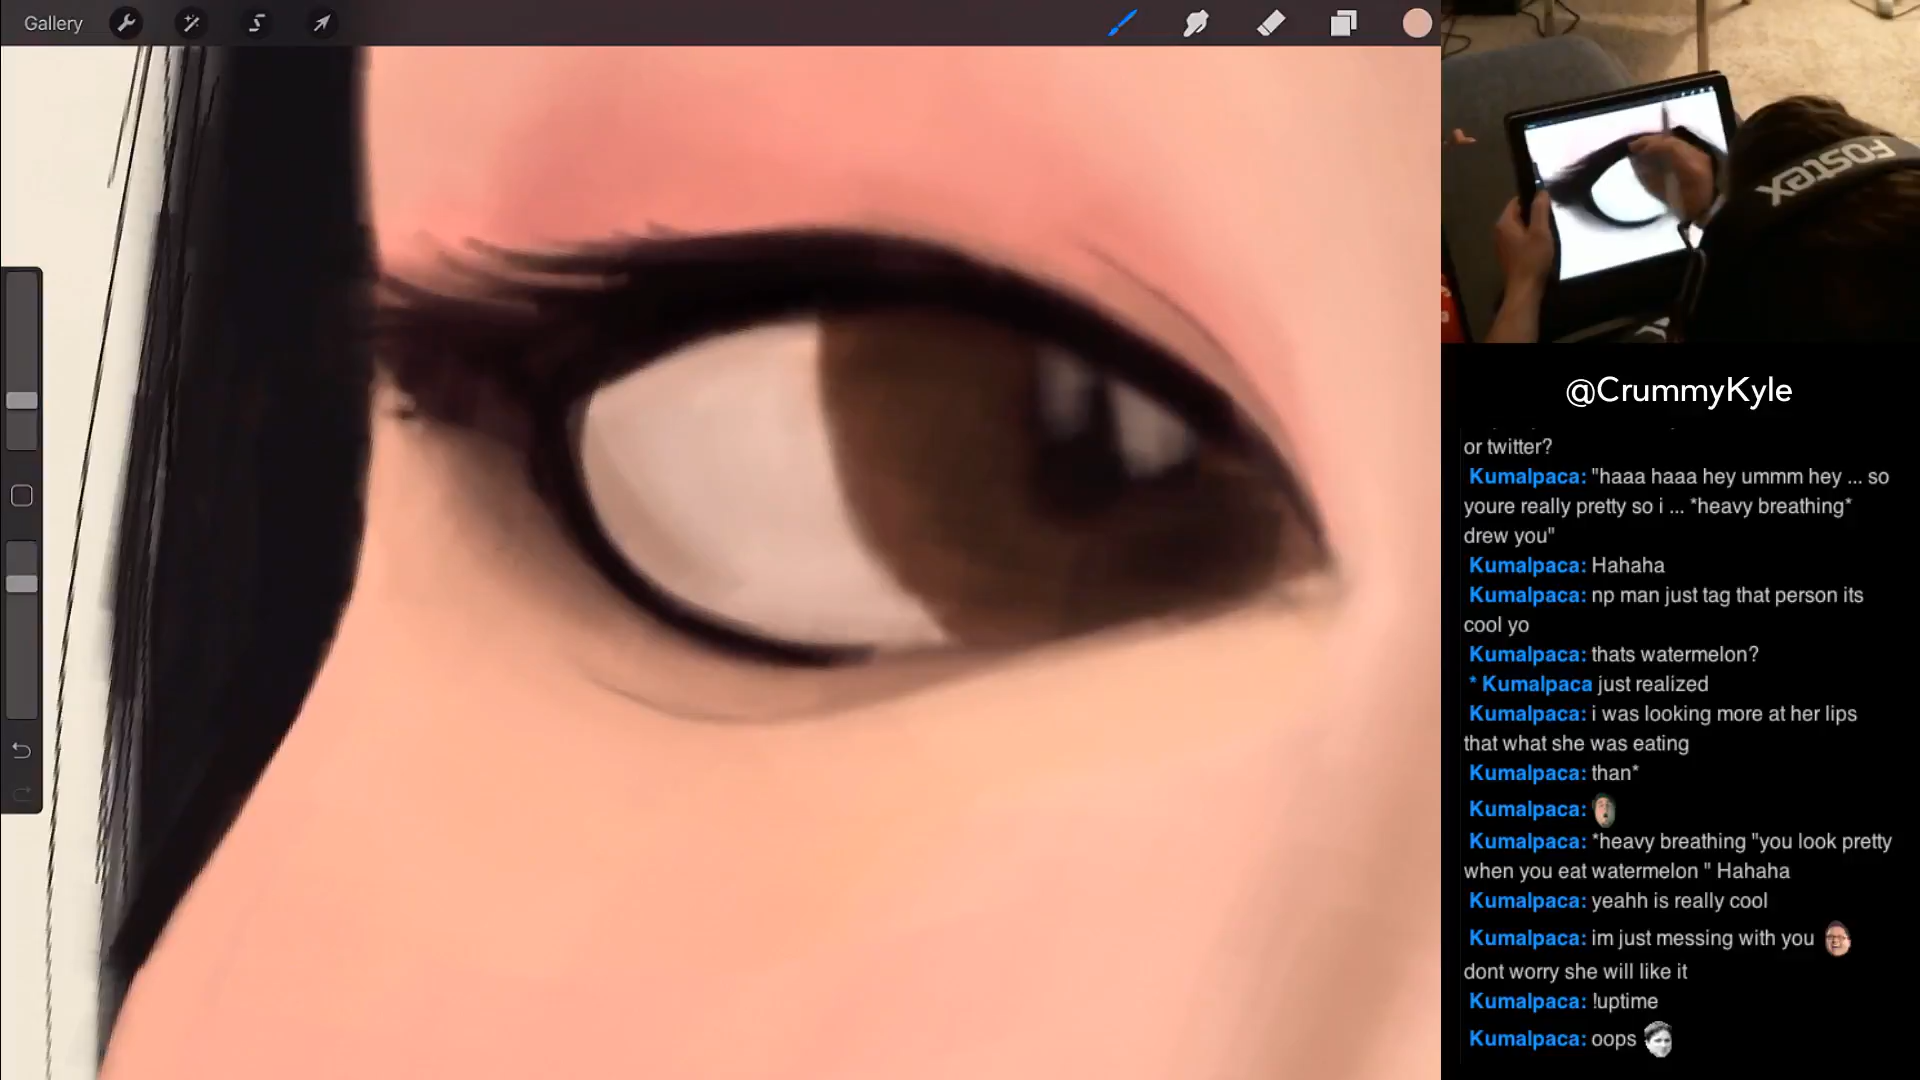 Gallery
FOSTEX
@CrummyKyle
or twitter?
Kumalpaca: "haaa haaa hey ummm hey ... so
youre really pretty so i ... *heavy breathing*
drew you"
Kumalpaca: Hahaha
Kumalpaca: np man just tag that person its
cool yo
Kumalpaca: thats watermelon?
* Kumalpaca just realized
Kumalpaca: i was looking more at her lips
that what she was eating
Kumalpaca: than*
Kumalpaca:
Kumalpaca: *heavy breathing "you look pretty
when you eat watermelon " Hahaha
Kumalpaca: yeahh is really cool
Kumalpaca: im just messing with you
dont worry she will like it
Kumalpaca: !uptime
Kumalpaca: oops